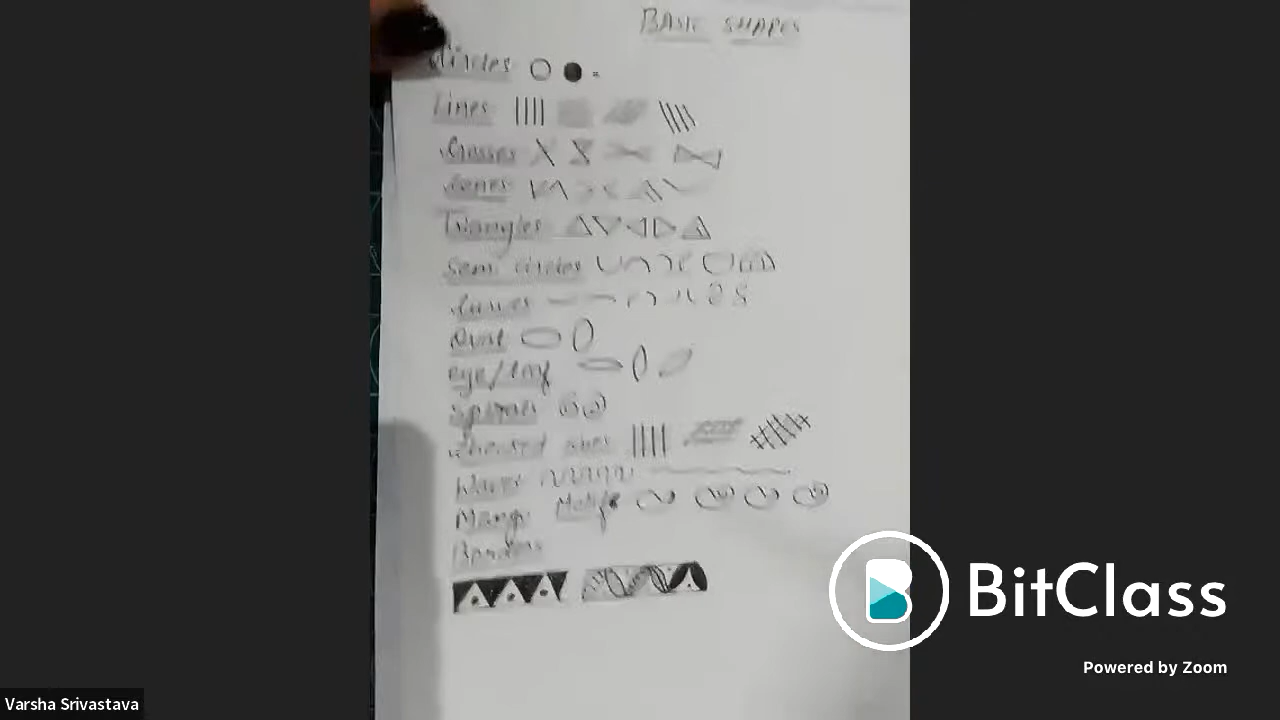 BASIC SHAPES
Circles
Lines
Crosses
Cones
Triangles
Semi circles
Curves
Oval
eye/leaf
Spirals
lines
Waves
Mango Motifs
Borders
BitClass
Powered by Zoom
Varsha Srivastava